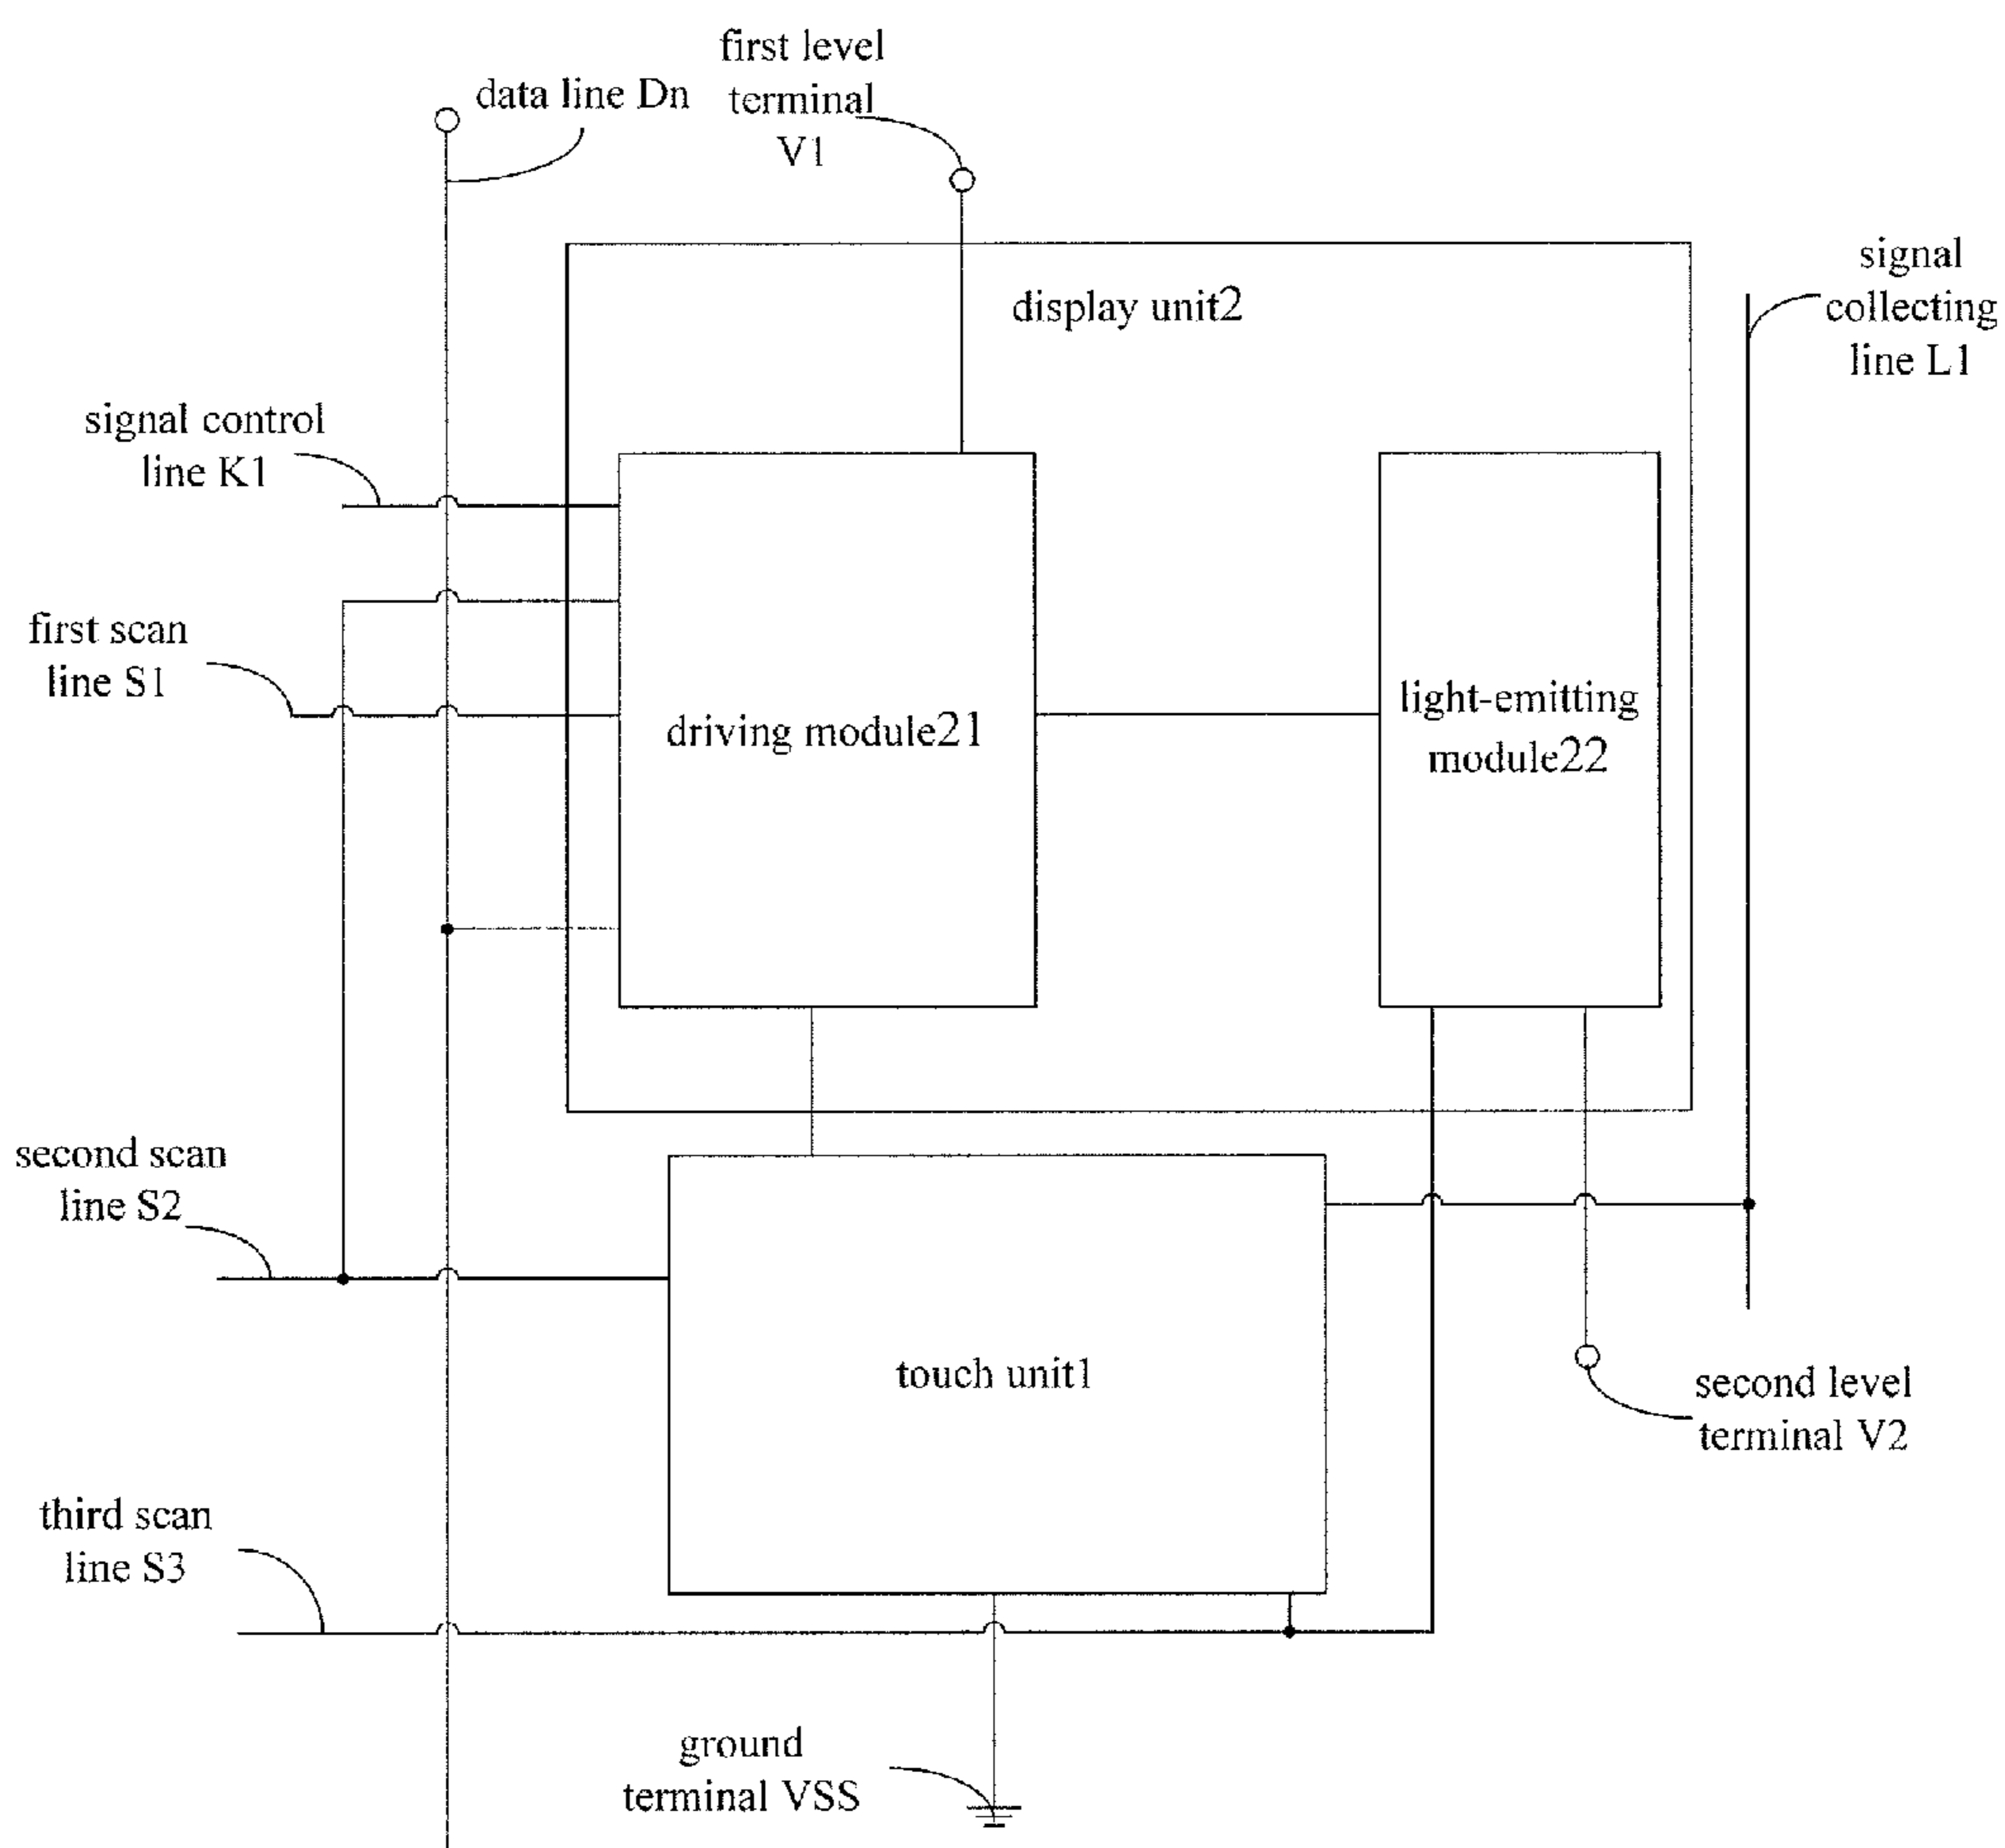 first level
terminal
V1
data line Dn
display unit2
signal
collecting
line L1
signal control
line K1
first scan
line S1
driving module21
light-emitting
module22
second scan
line S2
touch unit1
second level
terminal V2
third scan
line S3
ground
terminal VSS